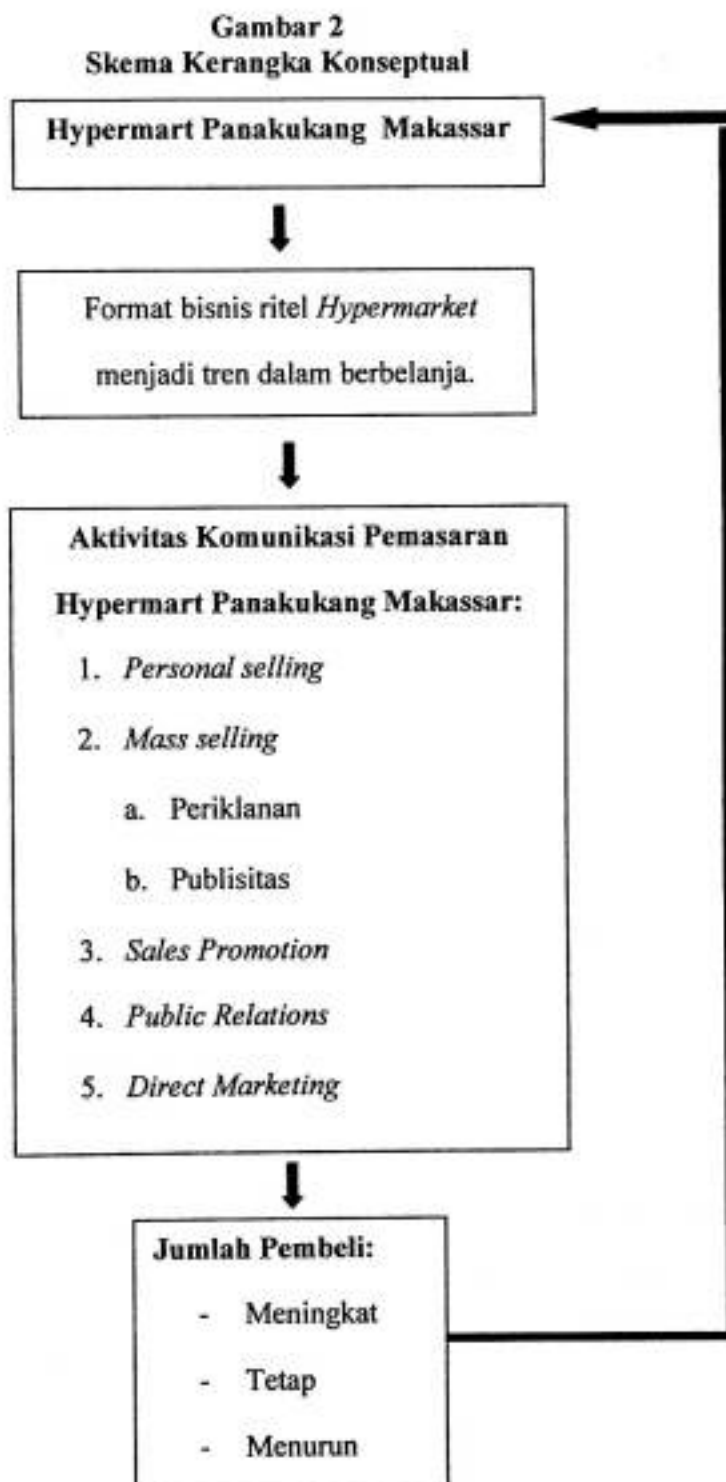 Gambar 2
Skema Kerangka Konseptual
Hypermart Panakukang Makassar
Format bisnis ritel Hypermarket
menjadi tren dalam berbelanja.
Aktivitas Komunikasi Pemasaran
Hypermart Panakukang Makassar:
1. Personal selling
2. Mass selling
a. Periklanan
b. Publisitas
3. Sales Promotion
4. Public Relations
5. Direct Marketing
Jumlah Pembeli:
- Meningkat
- Tetap
- Menurun